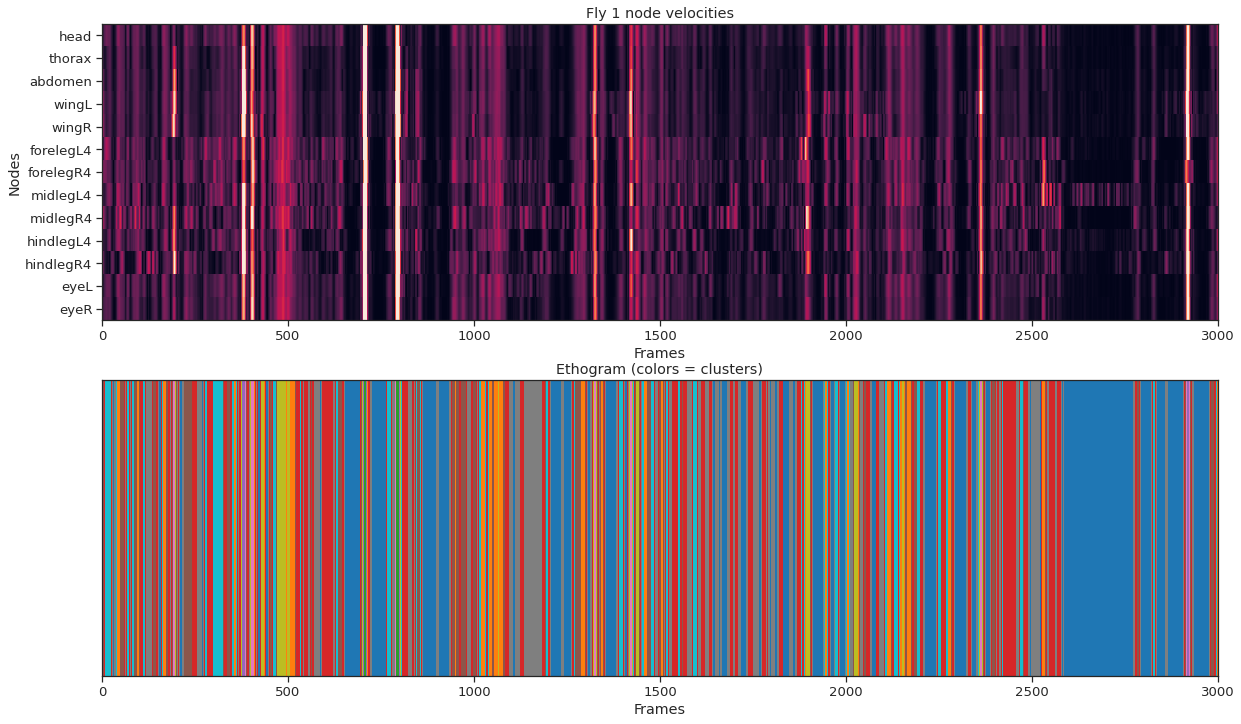 Fly 1 node velocities
head
thorax
abdomen
wingL
wingR
forelegL4
forelegR4
midlegL4
midlegR4
hindlegL4
hindlegR4
eyeL
eyeR
Nodes
0 500 1000 1500 2000 2500 3000
Frames
Ethogram (colors = clusters)
0 500 1000 1500 2000 2500 3000
Frames